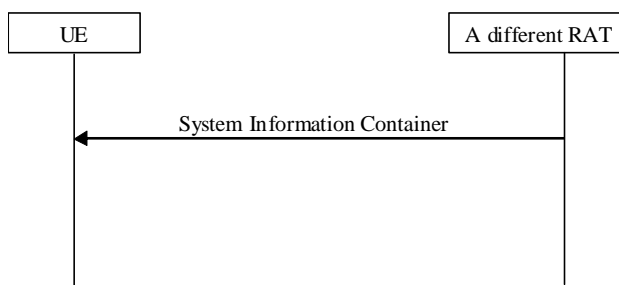 UE
A different RAT
System Information Container